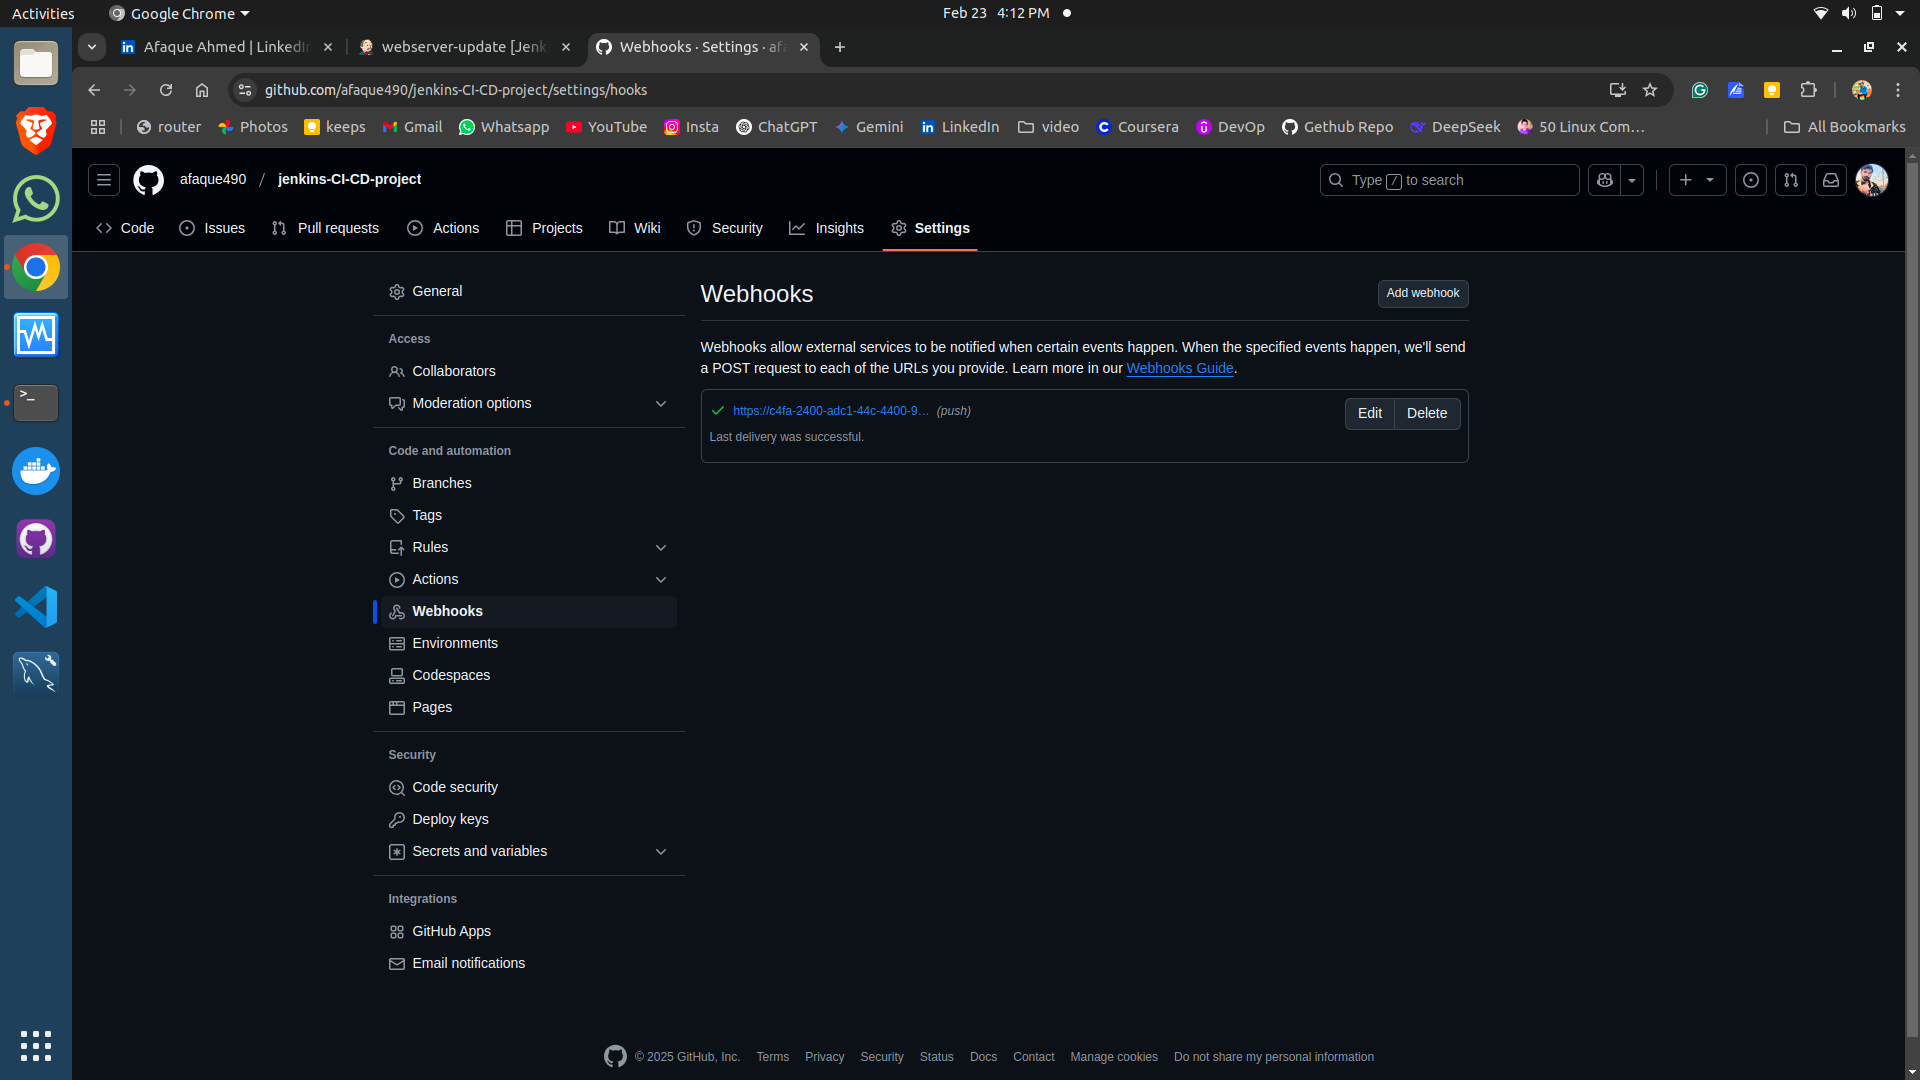 Activities
Google Chrome
Feb 23 4:12 PM
Afaque Ahmed | LinkedIn
webserver-update [Jenk
Webhooks · Settings · af
github.com/afaque490/jenkins-CI-CD-project/settings/hooks
router
Photos
keeps
Gmail
Whatsapp
YouTube
Insta
ChatGPT
Gemini
LinkedIn
video
Coursera
DevOp
Gethub Repo
DeepSeek
50 Linux Com…
All Bookmarks
afaque490 / jenkins-CI-CD-project
Type / to search
Code
Issues
Pull requests
Actions
Projects
Wiki
Security
Insights
Settings
General
Access
Collaborators
Moderation options
Code and automation
Branches
Tags
Rules
Actions
Webhooks
Environments
Codespaces
Pages
Security
Code security
Deploy keys
Secrets and variables
Integrations
GitHub Apps
Email notifications
Webhooks
Add webhook
Webhooks allow external services to be notified when certain events happen. When the specified events happen, we'll send
a POST request to each of the URLs you provide. Learn more in our Webhooks Guide.
https://c4fa-2400-adc1-44c-4400-9… (push)
Edit
Delete
Last delivery was successful.
© 2025 GitHub, Inc.
Terms
Privacy
Security
Status
Docs
Contact
Manage cookies
Do not share my personal information